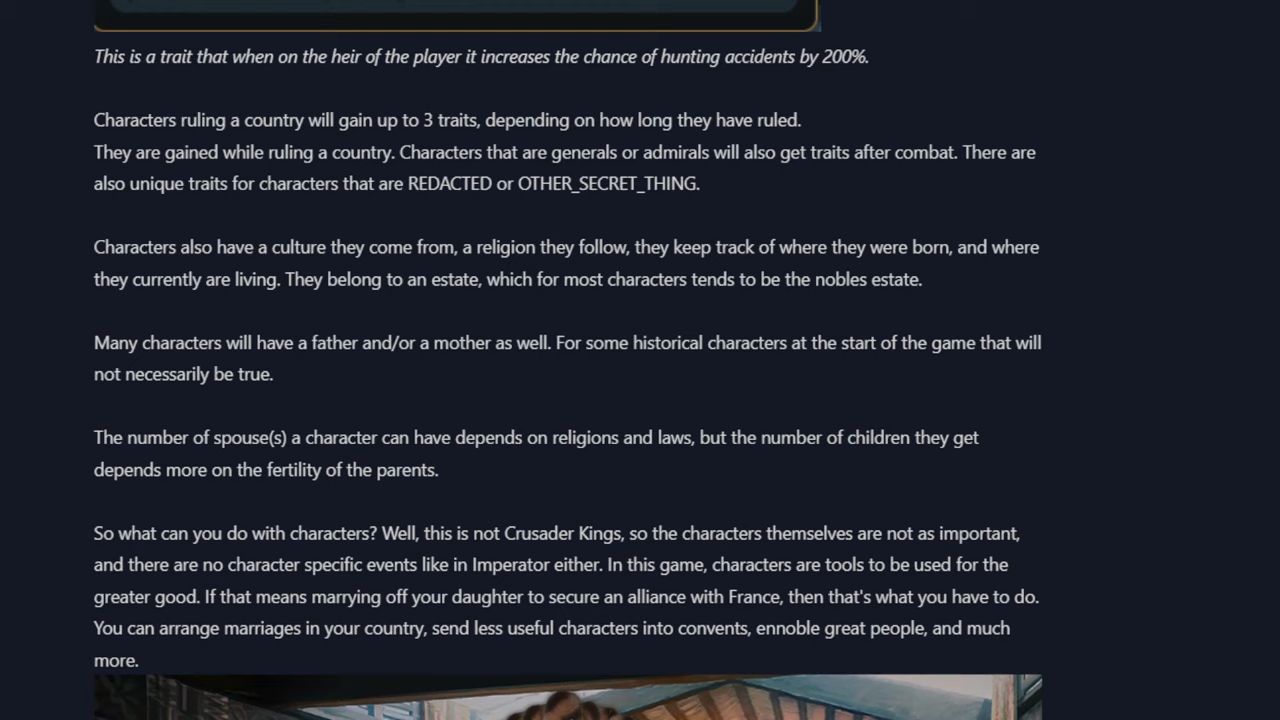 This is a trait that when on the heir of the player it increases the chance of hunting accidents by 200%.
Characters ruling a country will gain up to 3 traits, depending on how long they have ruled.
They are gained while ruling a country. Characters that are generals or admirals will also get traits after combat. There are
also unique traits for characters that are REDACTED or OTHER_SECRET_THING.
Characters also have a culture they come from, a religion they follow, they keep track of where they were born, and where
they currently are living. They belong to an estate, which for most characters tends to be the nobles estate.
Many characters will have a father and/or a mother as well. For some historical characters at the start of the game that will
not necessarily be true.
The number of spouse(s) a character can have depends on religions and laws, but the number of children they get
depends more on the fertility of the parents.
So what can you do with characters? Well, this is not Crusader Kings, so the characters themselves are not as important,
and there are no character specific events like in Imperator either. In this game, characters are tools to be used for the
greater good. If that means marrying off your daughter to secure an alliance with France, then that's what you have to do.
You can arrange marriages in your country, send less useful characters into convents, ennoble great people, and much
more.